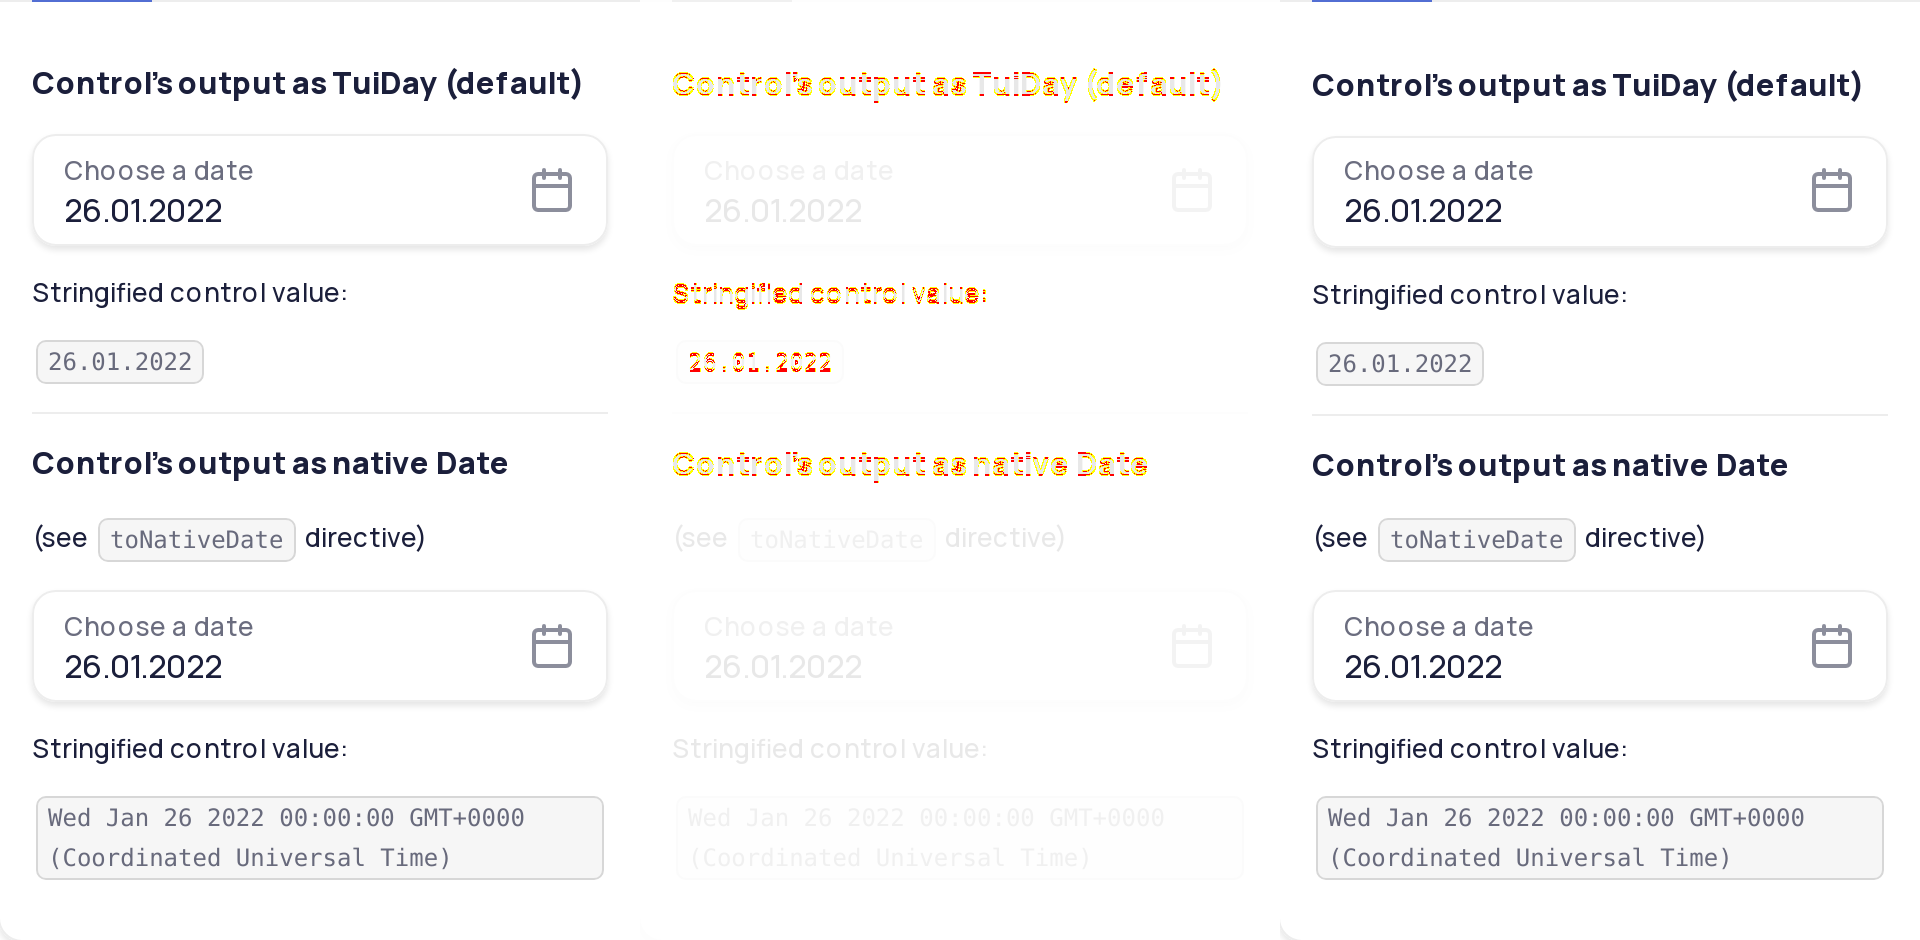 Control’s output as TuiDay (default)
Choose a date
26.01.2022
Stringified control value:
26.01.2022
Control’s output as native Date
(see toNativeDate directive)
Choose a date
26.01.2022
Stringified control value:
Wed Jan 26 2022 00:00:00 GMT+0000
(Coordinated Universal Time)
Control’s output as TuiDay (default)
Choose a date
26.01.2022
Stringified control value:
26.01.2022
Control’s output as native Date
(see toNativeDate directive)
Choose a date
26.01.2022
Stringified control value:
Wed Jan 26 2022 00:00:00 GMT+0000
(Coordinated Universal Time)
Control’s output as TuiDay (default)
Choose a date
26.01.2022
Stringified control value:
26.01.2022
Control’s output as native Date
(see toNativeDate directive)
Choose a date
26.01.2022
Stringified control value:
Wed Jan 26 2022 00:00:00 GMT+0000
(Coordinated Universal Time)